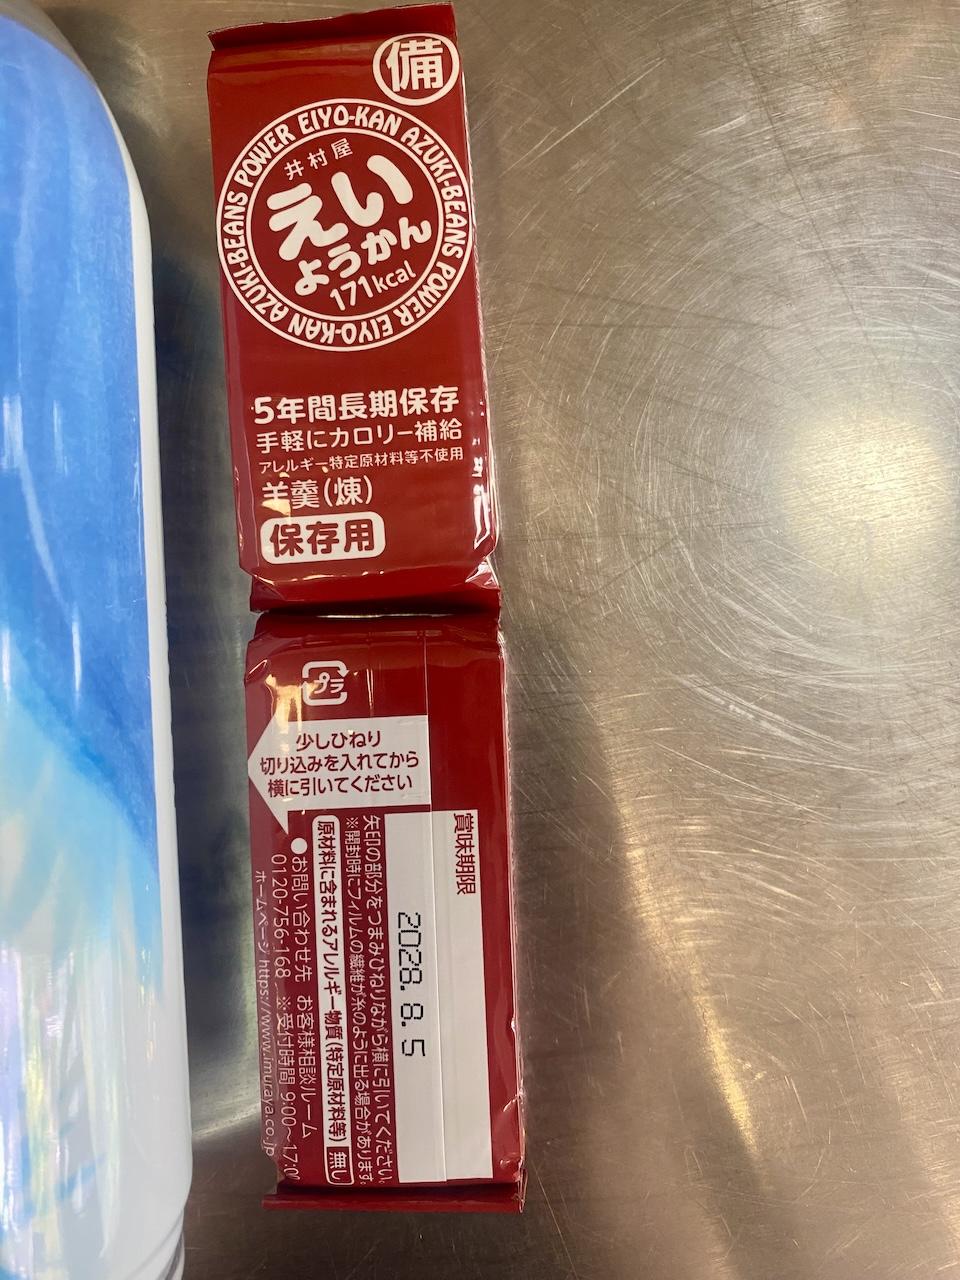 備
AZUKI-BEANS POWER EIYO-KAN AZUKI-BEANS POWER EIYO-KAN
井村屋
えい
ようかん
171kcal
5年間長期保存
手軽にカロリー補給
アレルギー特定原材料等不使用
羊羹(煉)
保存用
プラ
少しひねり
切り込みを入れてから
横に引いてください
賞味期限
2028.8.5
矢印の部分をつまみひねりながら横に引いてください。
※開封時にフィルムの繊維が糸のように出る場合があります。
原材料に含まれるアレルギー物質(特定原材料等) 無し
●お問い合わせ先 お客様相談ルーム
0120-756-168 ※受付時間 9:00~17:0
ホームページ https://www.imuraya.co.jp